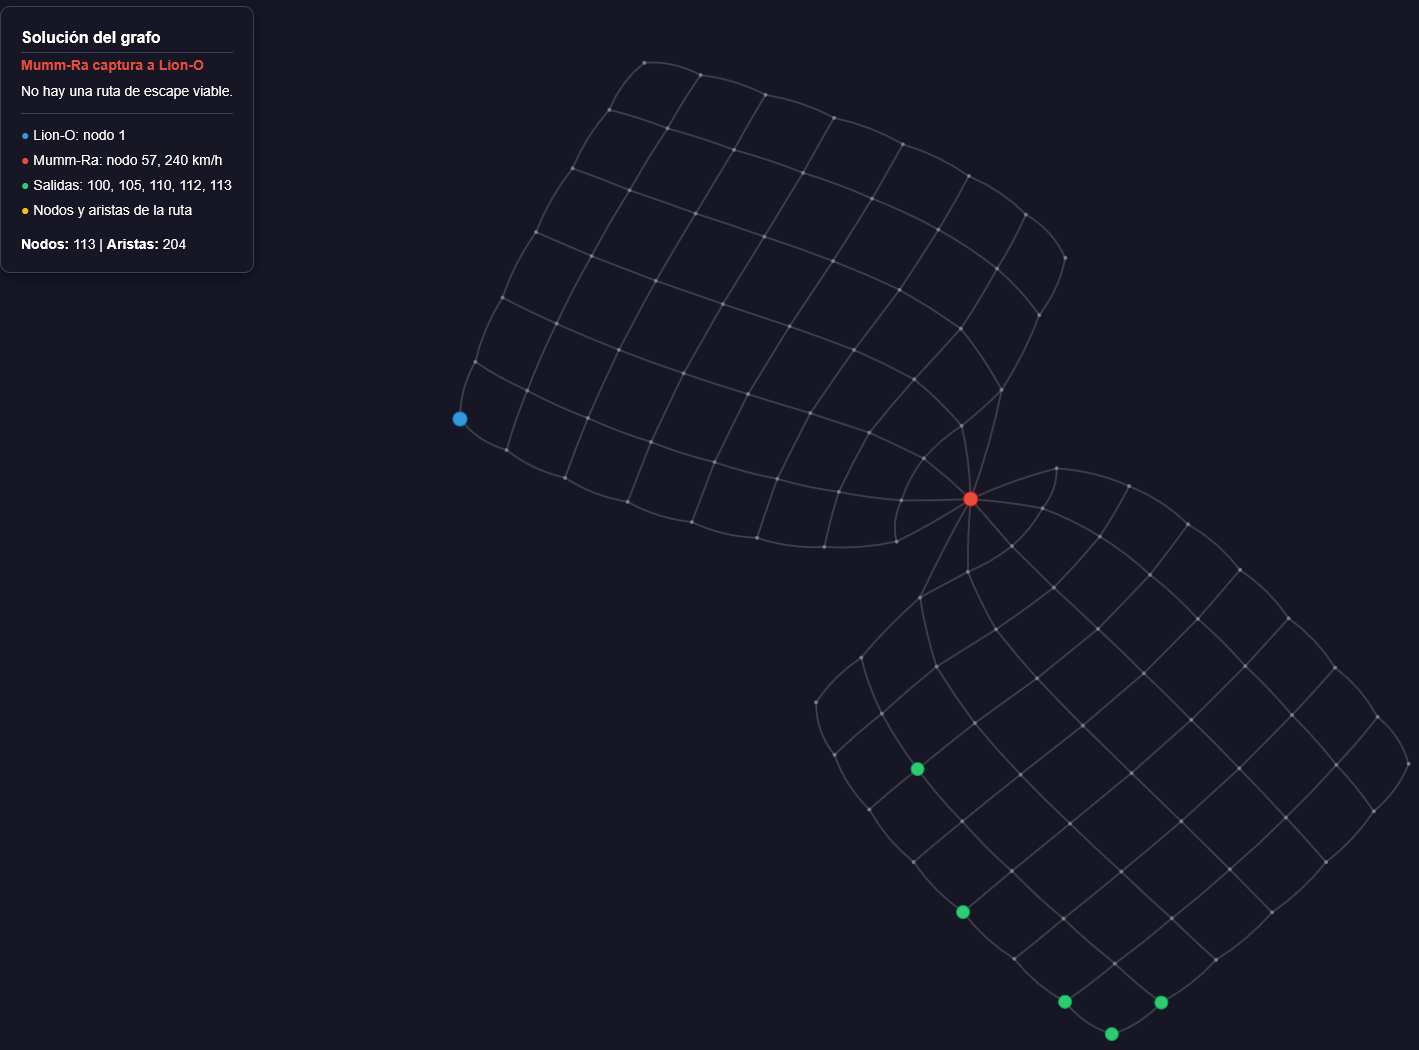 Solución del grafo
Mumm-Ra captura a Lion-O
No hay una ruta de escape viable.
Lion-O: nodo 1
Mumm-Ra: nodo 57, 240 km/h
Salidas: 100, 105, 110, 112, 113
Nodos y aristas de la ruta
Nodos: 113 | Aristas: 204